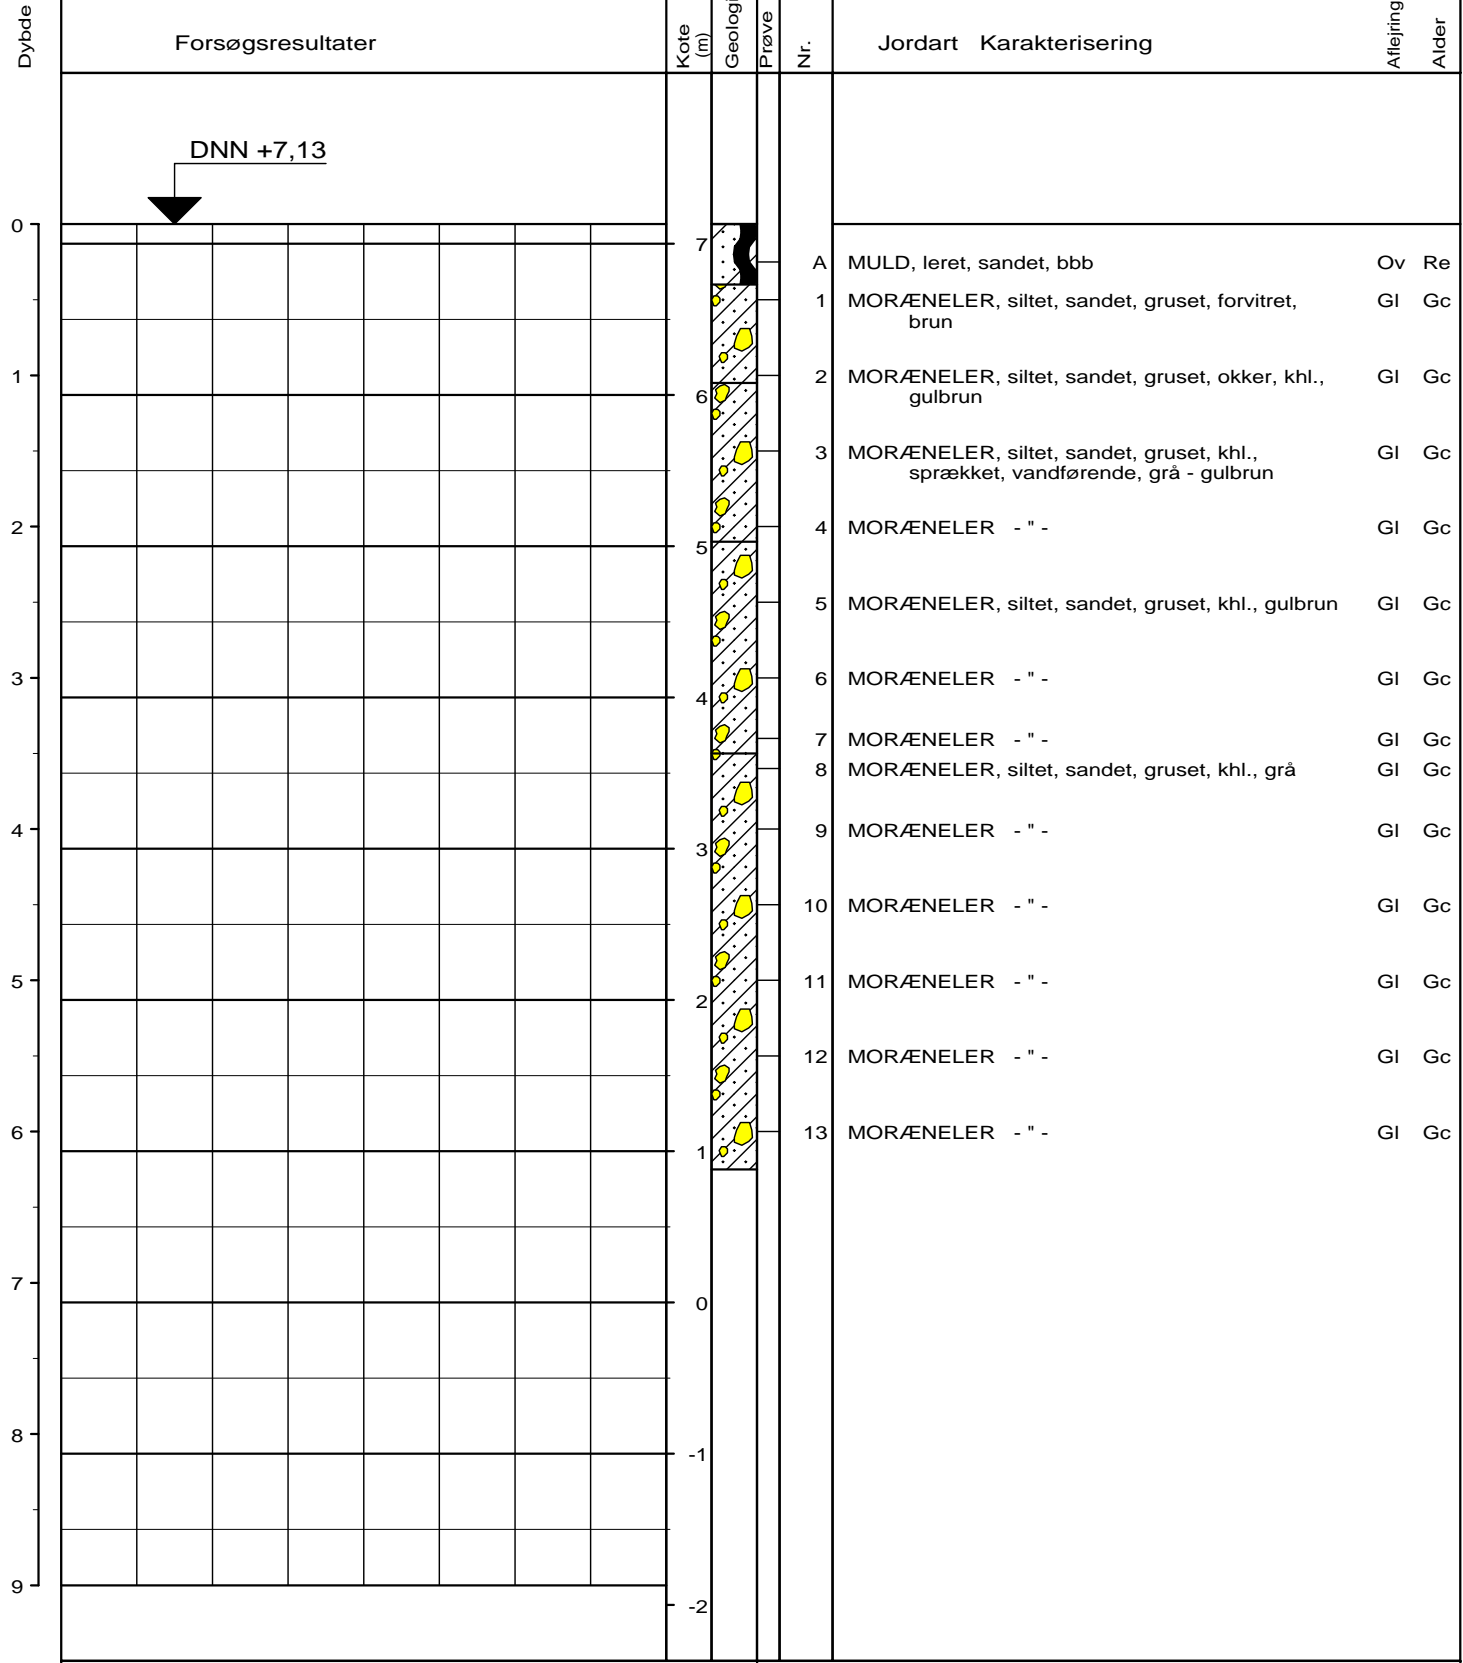 Dybde
Forsøgsresultater
Kote
(m)
Geologi
Prøve
Nr.
Jordart Karakterisering
Aflejring
Alder
DNN +7,13
0
7
A MULD, leret, sandet, bbb Ov Re
1 MORÆNELER, siltet, sandet, gruset, forvitret, Gl Gc
brun
1
2 MORÆNELER, siltet, sandet, gruset, okker, khl., Gl Gc
gulbrun
6
3 MORÆNELER, siltet, sandet, gruset, khl., Gl Gc
sprækket, vandførende, grå - gulbrun
2
4 MORÆNELER - " - Gl Gc
5
5 MORÆNELER, siltet, sandet, gruset, khl., gulbrun Gl Gc
3
6 MORÆNELER - " - Gl Gc
4
7 MORÆNELER - " - Gl Gc
8 MORÆNELER, siltet, sandet, gruset, khl., grå Gl Gc
4
9 MORÆNELER - " - Gl Gc
3
10 MORÆNELER - " - Gl Gc
5
11 MORÆNELER - " - Gl Gc
2
12 MORÆNELER - " - Gl Gc
6
13 MORÆNELER - " - Gl Gc
1
7
0
8
-1
9
-2